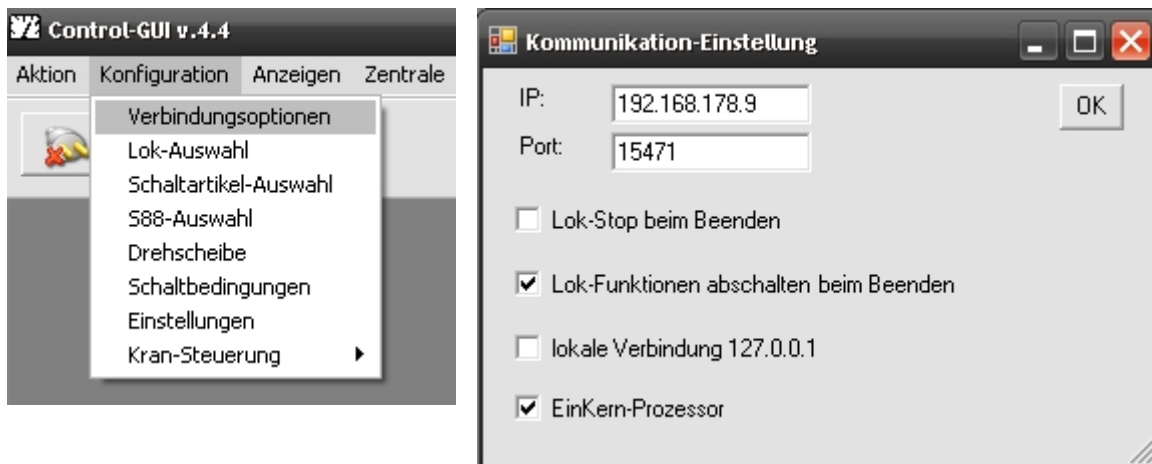 Control-GUI v.4.4
Aktion Konfiguration Anzeigen Zentrale
Verbindungsoptionen
Lok-Auswahl
Schaltartikel-Auswahl
S88-Auswahl
Drehscheibe
Schaltbedingungen
Einstellungen
Kran-Steuerung
Kommunikation-Einstellung
IP: 192.168.178.9 OK
Port: 15471
Lok-Stop beim Beenden
Lok-Funktionen abschalten beim Beenden
lokale Verbindung 127.0.0.1
EinKern-Prozessor